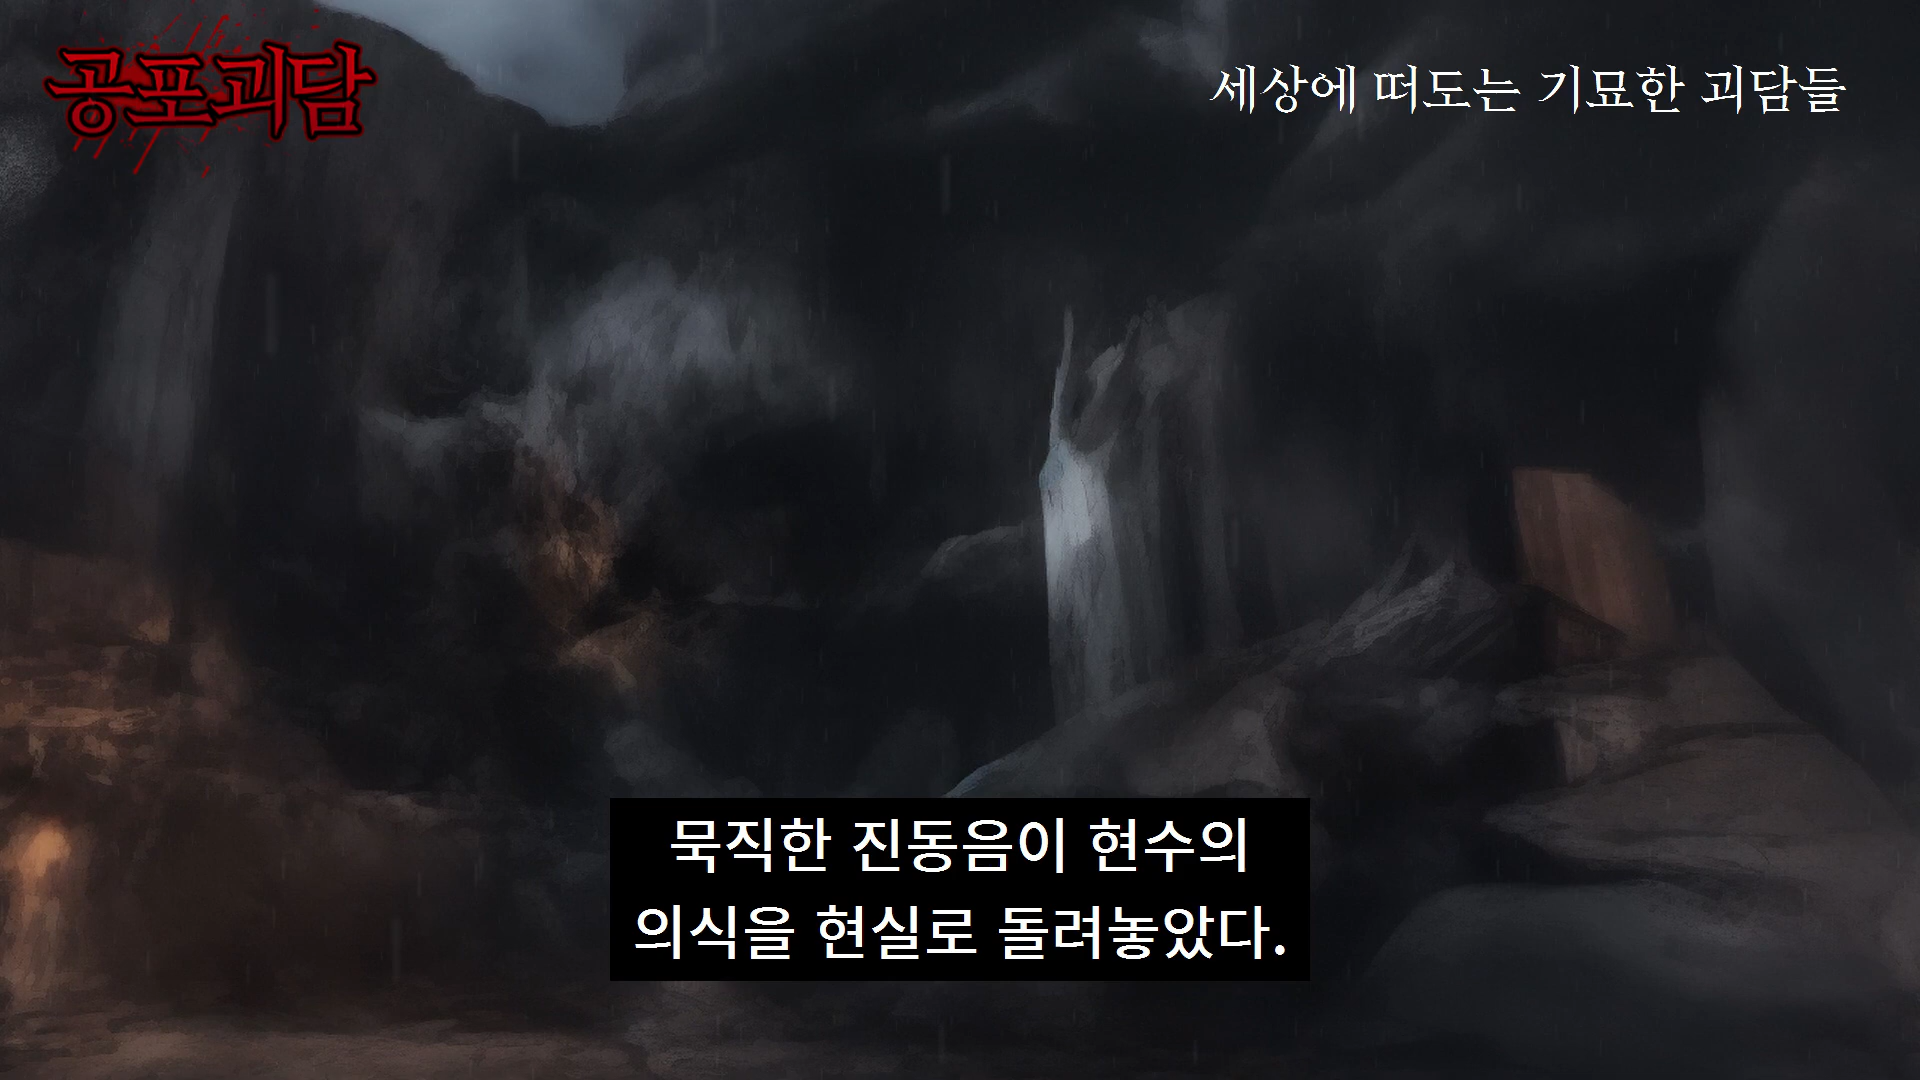 공포괴담
세상에 떠도는 기묘한 괴담들
묵직한 진동음이 현수의
의식을 현실로 돌려놓았다.